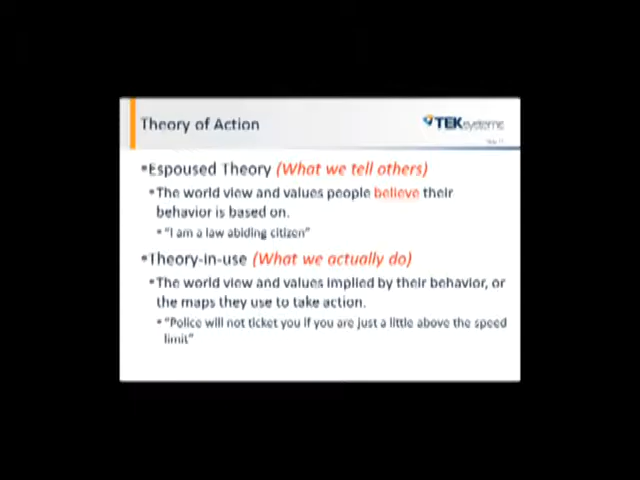 Theory of Action
TEKsystems
•Espoused Theory (What we tell others)
•The world view and values people believe their
behavior is based on.
•"I am a law abiding citizen"
•Theory-in-use (What we actually do)
•The world view and values implied by their behavior, or
the maps they use to take action.
•"Police will not ticket you if you are just a little above the speed
limit"